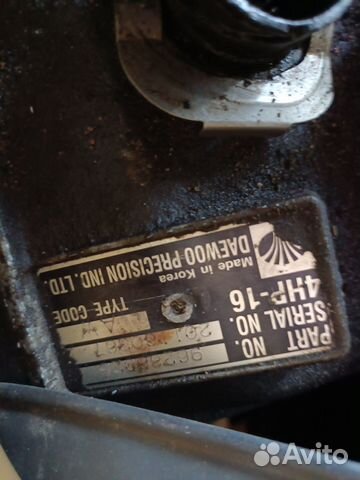 4HP-16
PART NO.
SERIAL NO.
TYPE CODE
DAEWOO PRECISION IND. LTD.
Made in Korea
Avito